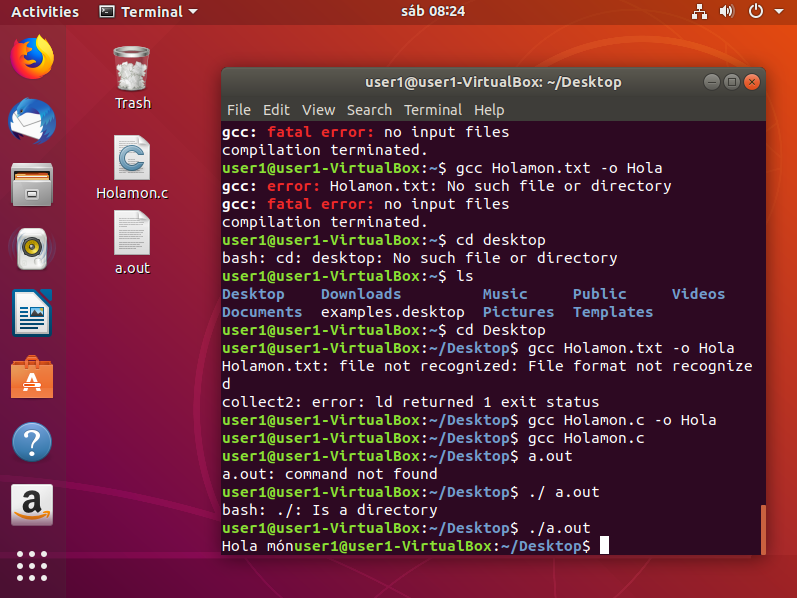 Activities Terminal sáb 08:24
Trash
Holamon.c
a.out
user1@user1-VirtualBox: ~/Desktop
File Edit View Search Terminal Help
gcc: fatal error: no input files
compilation terminated.
user1@user1-VirtualBox:~$ gcc Holamon.txt -o Hola
gcc: error: Holamon.txt: No such file or directory
gcc: fatal error: no input files
compilation terminated.
user1@user1-VirtualBox:~$ cd desktop
bash: cd: desktop: No such file or directory
user1@user1-VirtualBox:~$ ls
Desktop Downloads Music Public Videos
Documents examples.desktop Pictures Templates
user1@user1-VirtualBox:~$ cd Desktop
user1@user1-VirtualBox:~/Desktop$ gcc Holamon.txt -o Hola
Holamon.txt: file not recognized: File format not recognize
d
collect2: error: ld returned 1 exit status
user1@user1-VirtualBox:~/Desktop$ gcc Holamon.c -o Hola
user1@user1-VirtualBox:~/Desktop$ gcc Holamon.c
user1@user1-VirtualBox:~/Desktop$ a.out
a.out: command not found
user1@user1-VirtualBox:~/Desktop$ ./ a.out
bash: ./: Is a directory
user1@user1-VirtualBox:~/Desktop$ ./a.out
Hola mónuser1@user1-VirtualBox:~/Desktop$